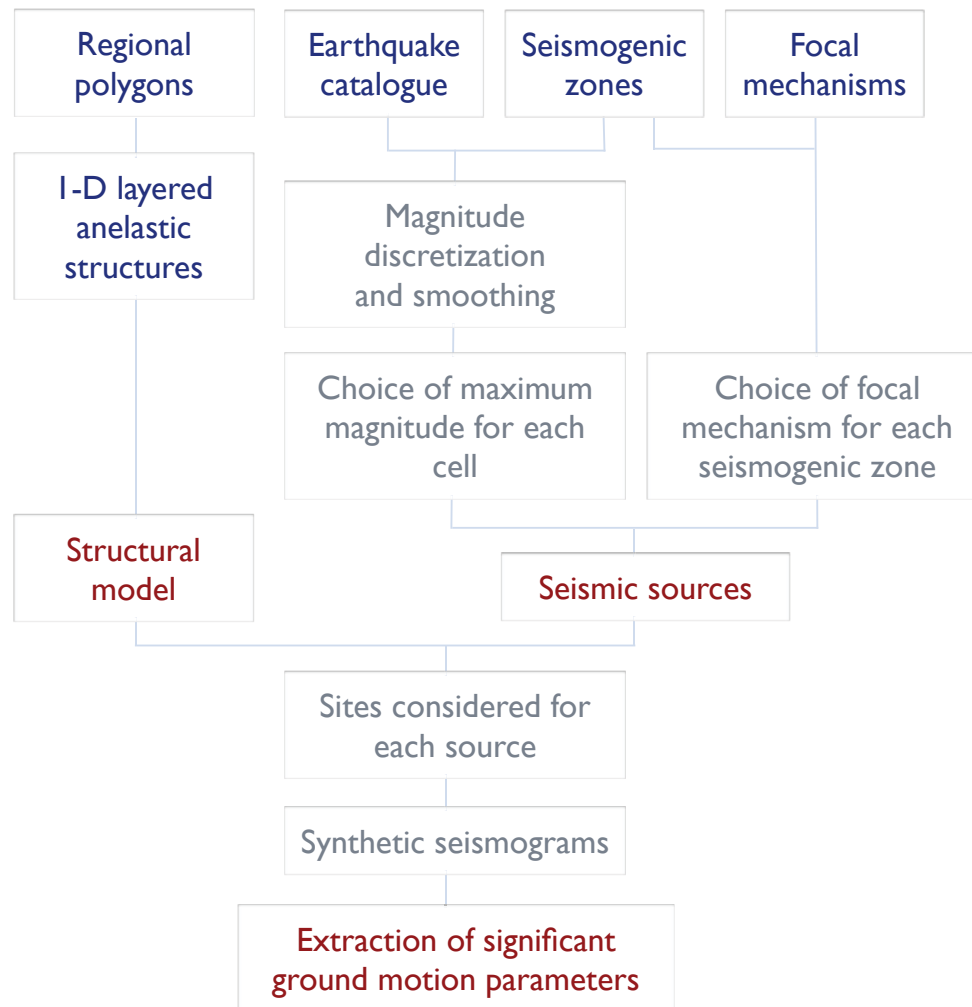 Regional
polygons
Earthquake
catalogue
Seismogenic
zones
Focal
mechanisms
1-D layered
anelastic
structures
Magnitude
discretization
and smoothing
Choice of maximum
magnitude for each
cell
Choice of focal
mechanism for each
seismogenic zone
Structural
model
Seismic sources
Sites considered for
each source
Synthetic seismograms
Extraction of significant
ground motion parameters